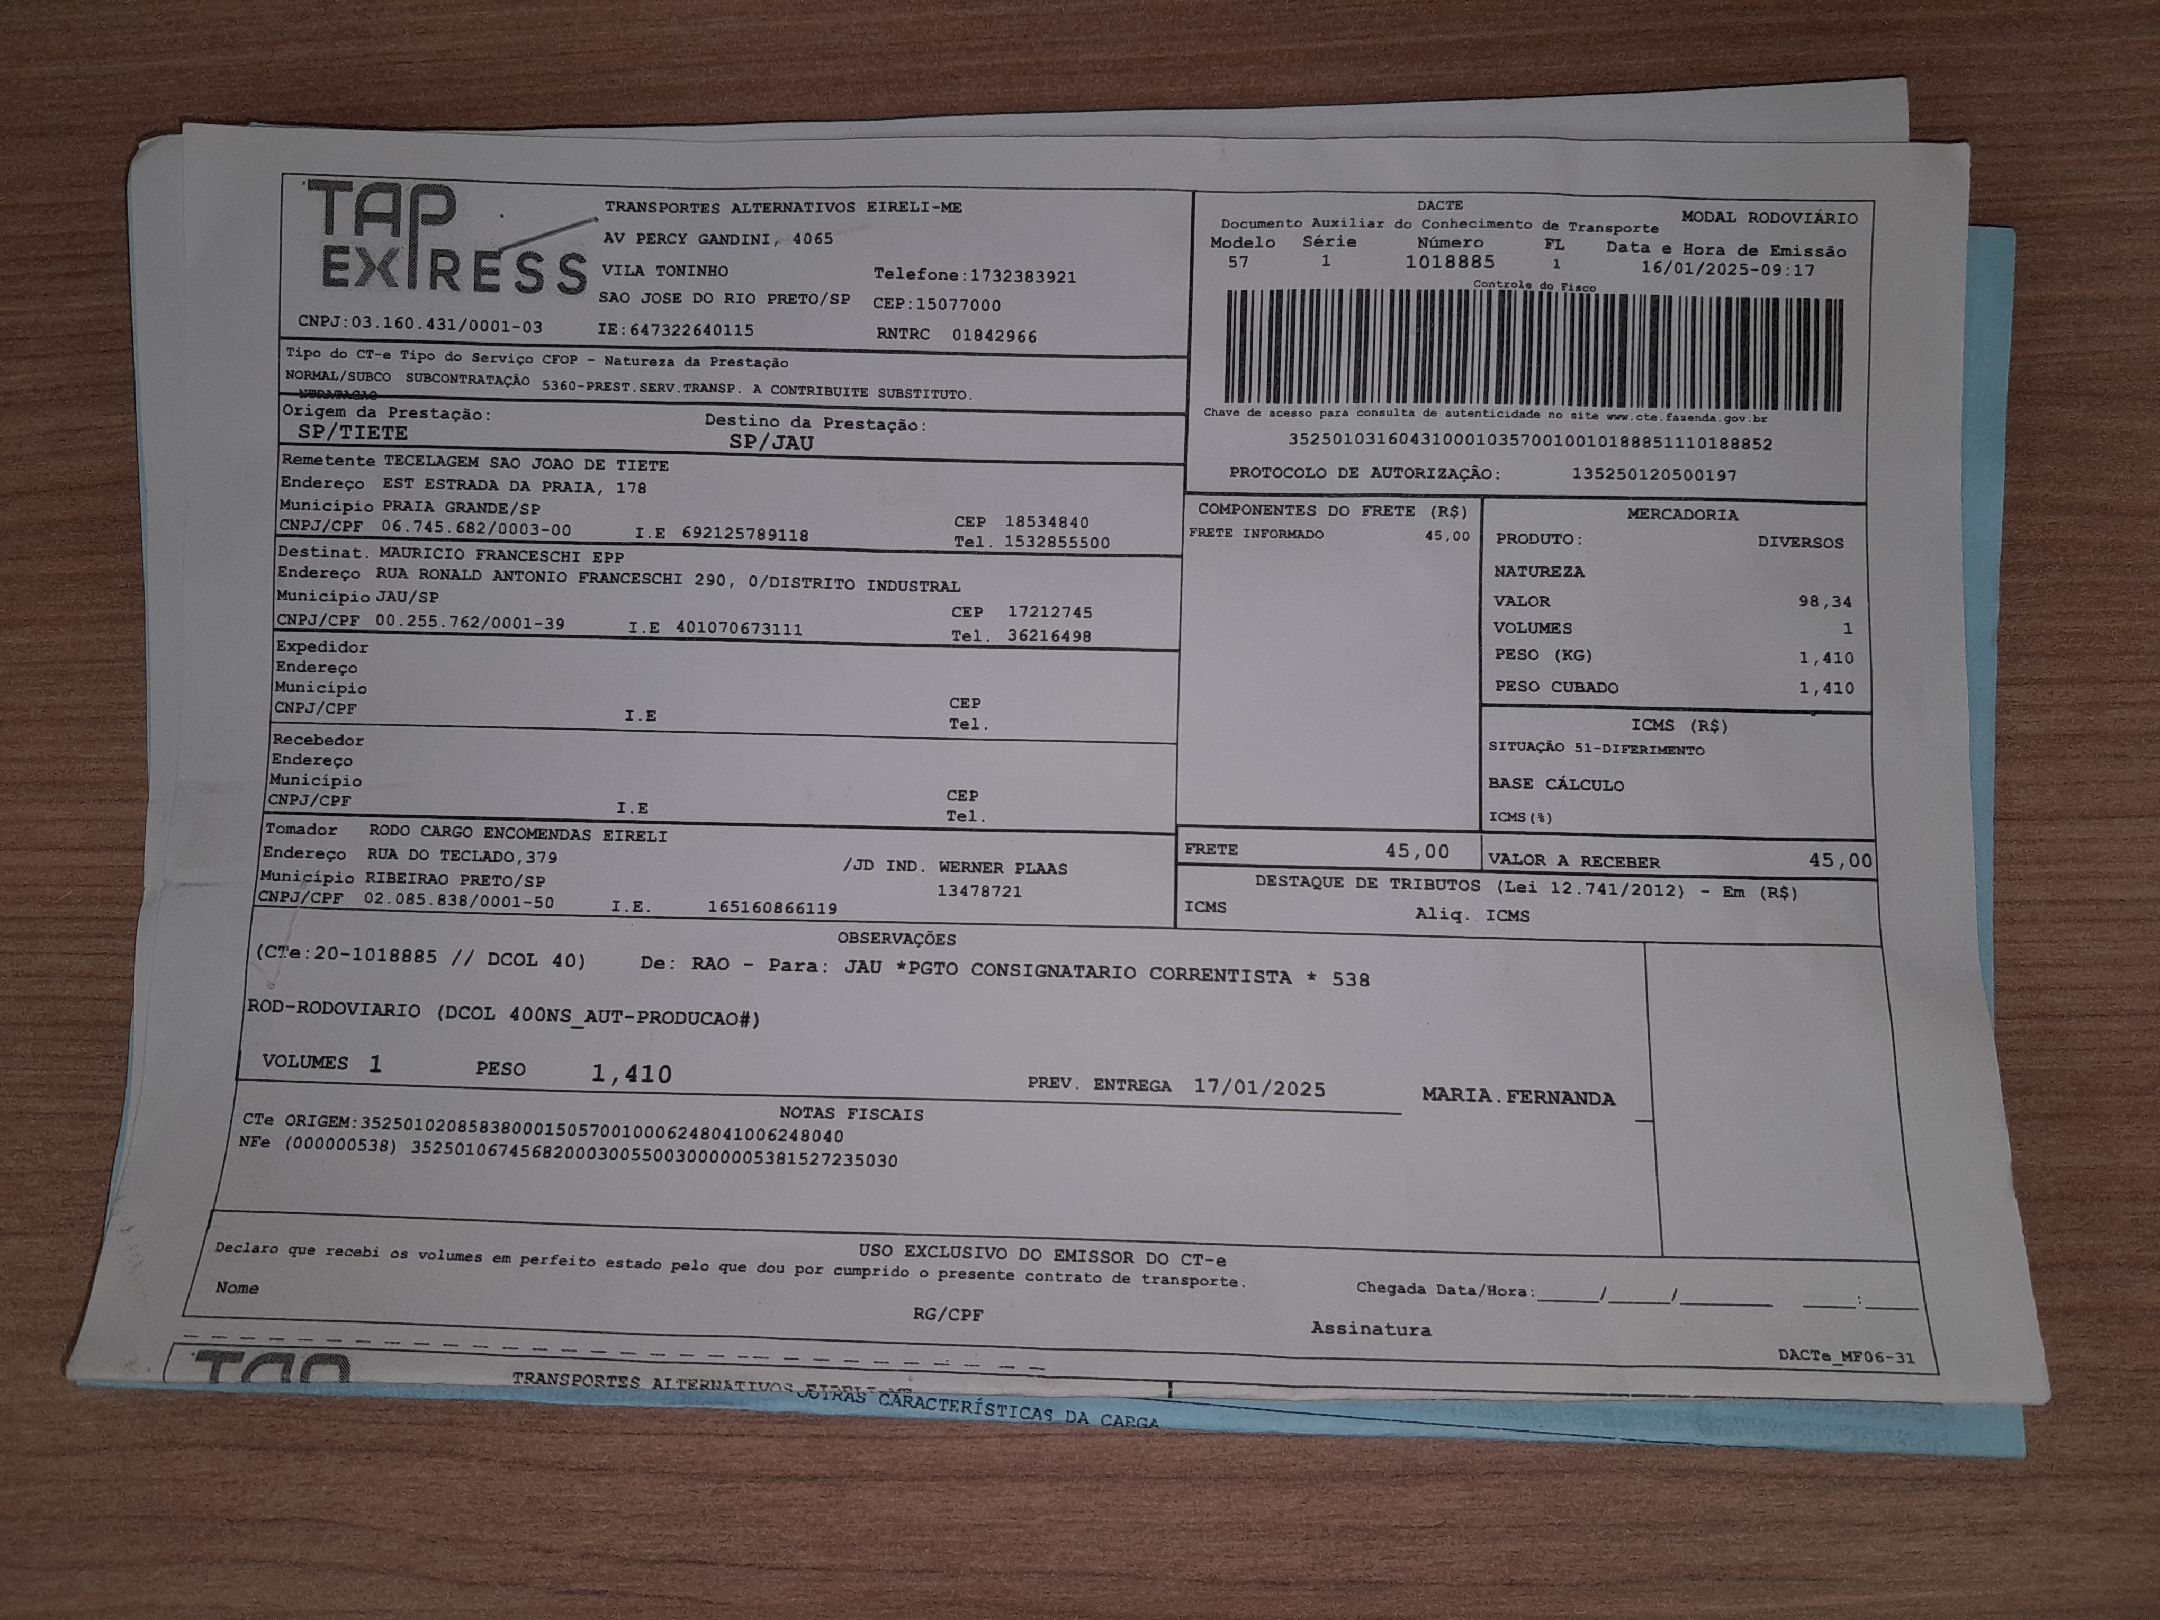 TAP
EXPRESS
TRANSPORTES ALTERNATIVOS EIRELI-ME
AV PERCY GANDINI, 4065
VILA TONINHO Telefone:1732383921
SAO JOSE DO RIO PRETO/SP CEP:15077000
CNPJ:03.160.431/0001-03 IE:647322640115 RNTRC 01842966
DACTE MODAL RODOVIÁRIO
Documento Auxiliar do Conhecimento de Transporte
Modelo Série Número FL Data e Hora de Emissão
57 1 1018885 1 16/01/2025-09:17
Controle do Fisco
Chave de acesso para consulta de autenticidade no site www.cte.fazenda.gov.br
35250103160431000103570010010188851110188852
PROTOCOLO DE AUTORIZAÇÃO: 135250120500197
Tipo do CT-e Tipo do Serviço CFOP - Natureza da Prestação
NORMAL/SUBCO SUBCONTRATAÇÃO 5360-PREST.SERV.TRANSP. A CONTRIBUITE SUBSTITUTO.
NTRATACAO
Origem da Prestação: Destino da Prestação:
SP/TIETE SP/JAU
Remetente TECELAGEM SAO JOAO DE TIETE
Endereço EST ESTRADA DA PRAIA, 178
Município PRAIA GRANDE/SP CEP 18534840
CNPJ/CPF 06.745.682/0003-00 I.E 692125789118 Tel. 1532855500
Destinat. MAURICIO FRANCESCHI EPP
Endereço RUA RONALD ANTONIO FRANCESCHI 290, 0/DISTRITO INDUSTRAL
Município JAU/SP CEP 17212745
CNPJ/CPF 00.255.762/0001-39 I.E 401070673111 Tel. 36216498
Expedidor
Endereço
Município CEP
CNPJ/CPF I.E Tel.
Recebedor
Endereço
Município CEP
CNPJ/CPF I.E Tel.
Tomador RODO CARGO ENCOMENDAS EIRELI
Endereço RUA DO TECLADO,379 /JD IND. WERNER PLAAS
Município RIBEIRAO PRETO/SP 13478721
CNPJ/CPF 02.085.838/0001-50 I.E. 165160866119
COMPONENTES DO FRETE (R$)
FRETE INFORMADO 45,00
MERCADORIA
PRODUTO: DIVERSOS
NATUREZA
VALOR 98,34
VOLUMES 1
PESO (KG) 1,410
PESO CUBADO 1,410
ICMS (R$)
SITUAÇÃO 51-DIFERIMENTO
BASE CÁLCULO
ICMS(%)
FRETE 45,00 VALOR A RECEBER 45,00
DESTAQUE DE TRIBUTOS (Lei 12.741/2012) - Em (R$)
ICMS Aliq. ICMS
OBSERVAÇÕES
(CTe:20-1018885 // DCOL 40) De: RAO - Para: JAU *PGTO CONSIGNATARIO CORRENTISTA * 538
ROD-RODOVIARIO (DCOL 400NS_AUT-PRODUCAO#)
VOLUMES 1 PESO 1,410 PREV. ENTREGA 17/01/2025 MARIA.FERNANDA
NOTAS FISCAIS
CTe ORIGEM:35250102085838000150570010006248041006248040
NFe (000000538) 35250106745682000300550030000005381527235030
USO EXCLUSIVO DO EMISSOR DO CT-e
Declaro que recebi os volumes em perfeito estado pelo que dou por cumprido o presente contrato de transporte.
Chegada Data/Hora:_____/_____/________ ____:____
Nome RG/CPF Assinatura
DACTe_MF06-31
TAP
TRANSPORTES ALTERNATIVOS EIRELI-ME
OUTRAS CARACTERÍSTICAS DA CARGA